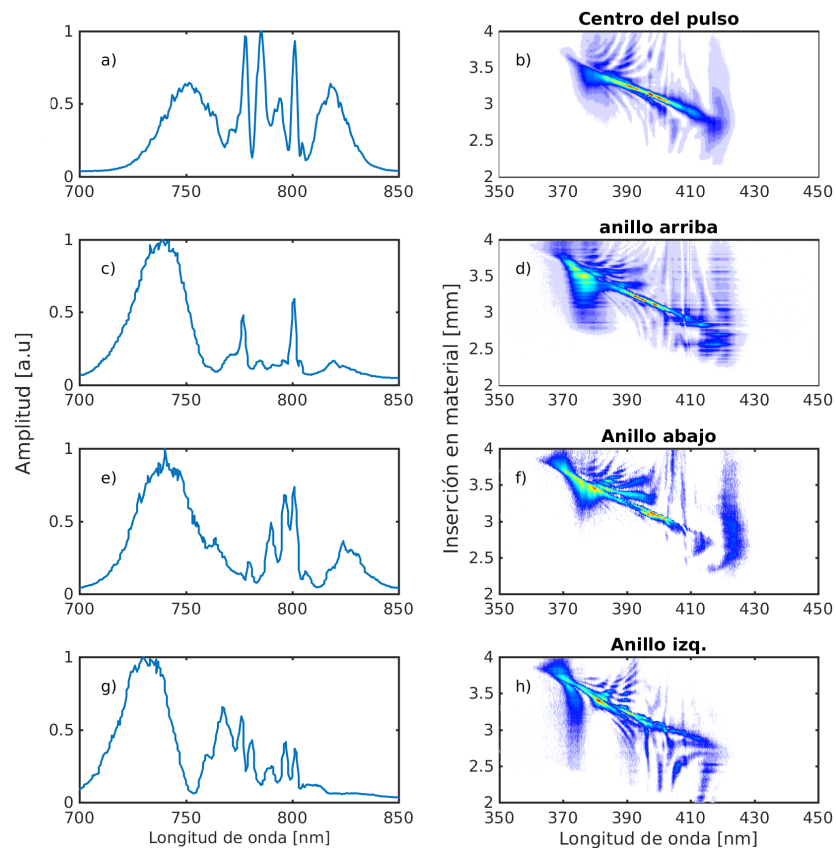 Centro del pulso
a)
1
0.5
0
700 750 800 850
b)
4
3.5
3
2.5
2
350 370 390 410 430 450
anillo arriba
c)
1
0.5
0
700 750 800 850
d)
4
3.5
3
2.5
2
350 370 390 410 430 450
Amplitud [a.u]
Inserción en material [mm]
Anillo abajo
e)
1
0.5
0
700 750 800 850
f)
4
3.5
3
2.5
2
350 370 390 410 430 450
Anillo izq.
g)
1
0.5
0
700 750 800 850
Longitud de onda [nm]
h)
4
3.5
3
2.5
2
350 370 390 410 430 450
Longitud de onda [nm]